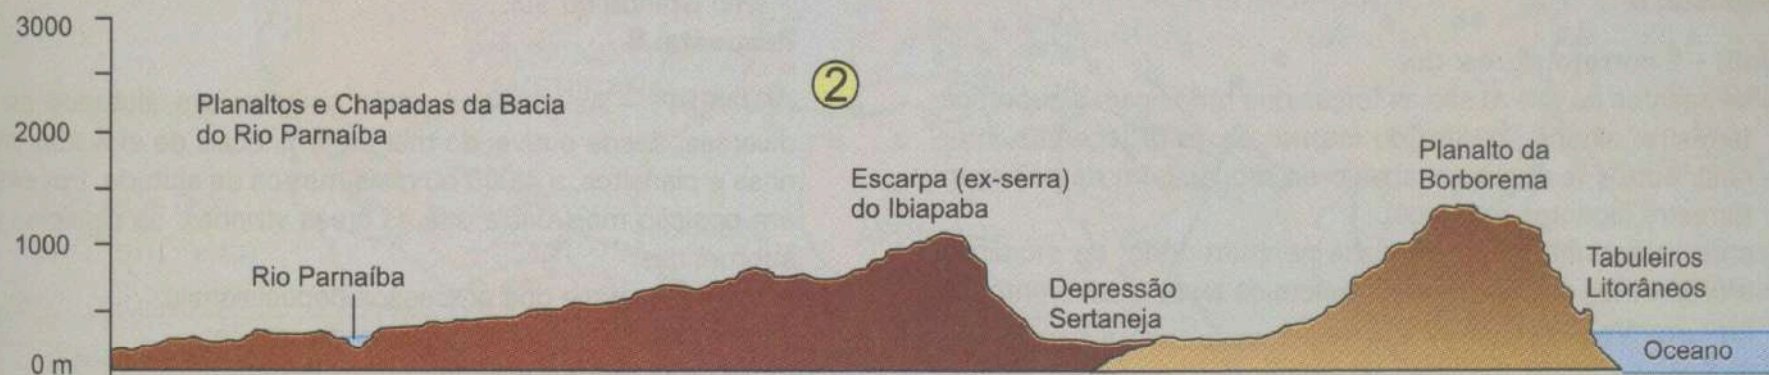 3000
2
Planaltos e Chapadas da Bacia
do Rio Parnaíba
2000
Planalto da
Borborema
Escarpa (ex-serra)
do Ibiapaba
1000
Rio Parnaíba
Tabuleiros
Litorâneos
Depressão
Sertaneja
Oceano
0 m